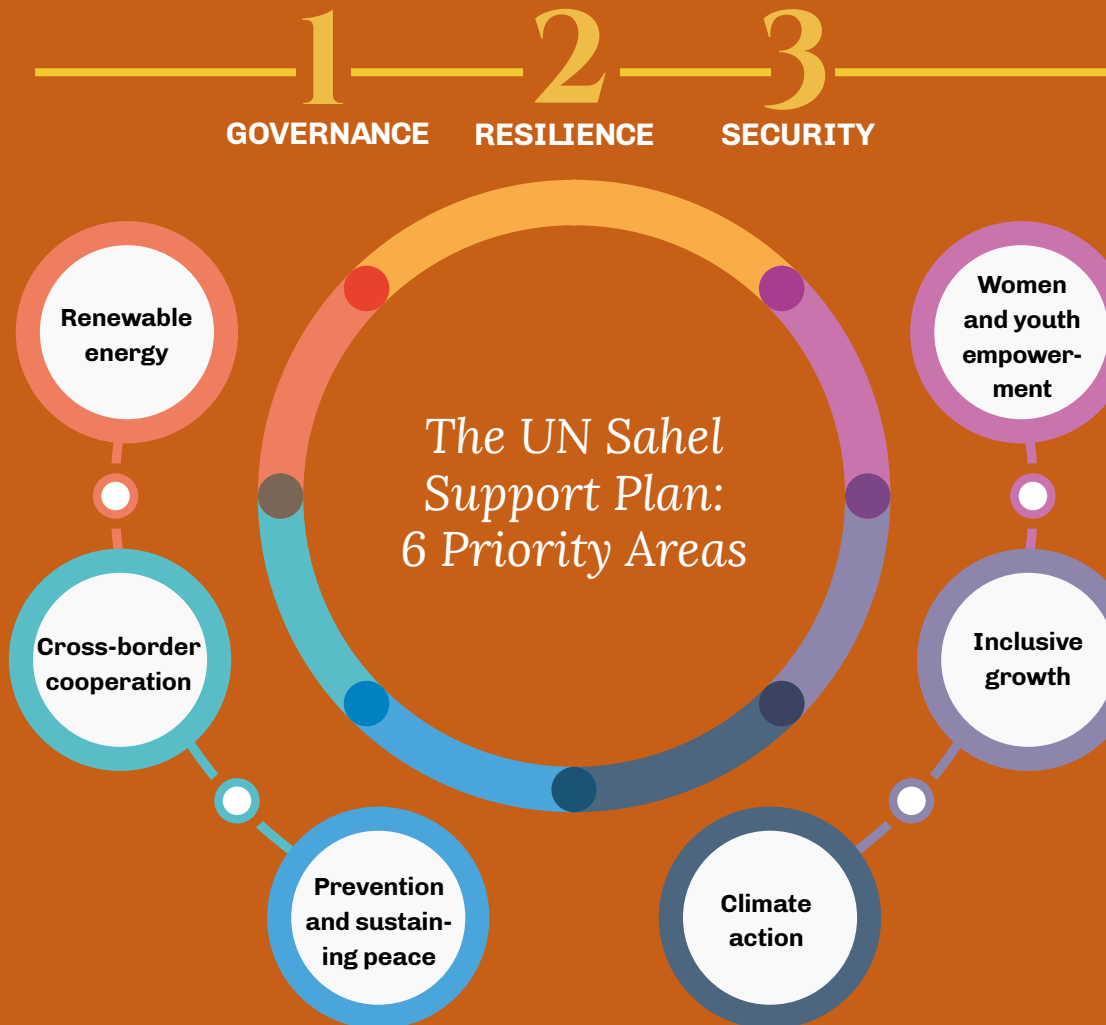 1
2
3
GOVERNANCE
RESILIENCE
SECURITY
The UN Sahel
Support Plan:
6 Priority Areas
Renewable
energy
Cross-border
cooperation
Prevention
and sustain-
ing peace
Climate
action
Inclusive
growth
Women
and youth
empower-
ment